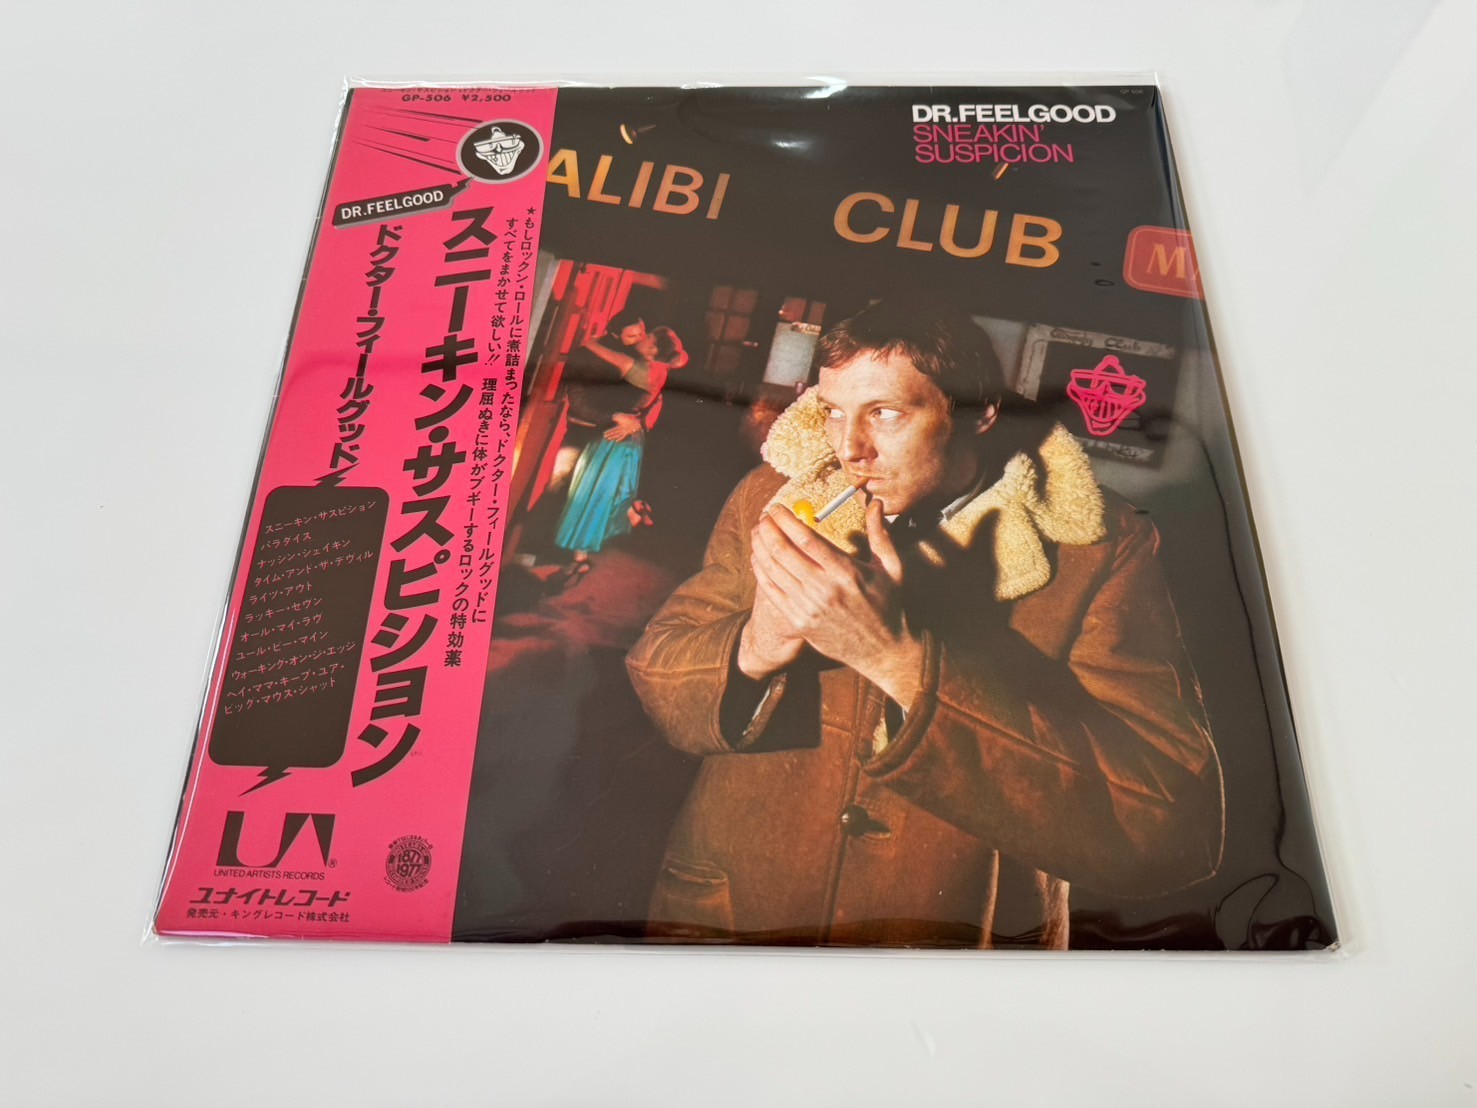 GP-506 ¥2,500
DR.FEELGOOD
ドクター・フィールグッド
スニーキン・サスピション
★もしロックン・ロールに煮詰まったなら、ドクター・フィールグッドに
すべてをまかせて欲しい!! 理屈ぬきに体がブギーするロックの特効薬
スニーキン・サスピション
パラダイス
ナッシン・シェイキン
タイム・アンド・ザ・デヴィル
ライツ・アウト
ラッキー・セヴン
オール・マイ・ラヴ
ユール・ビー・マイン
ウォーキング・オン・ジ・エッジ
ヘイ・ママ・キープ・ユア・
ビッグ・マウス・シャット
UA®
UNITED ARTISTS RECORDS
ユナイトレコード
発売元・キングレコード株式会社
1877
1977
DR.FEELGOOD
SNEAKIN'
SUSPICION
ALIBI CLUB
MA